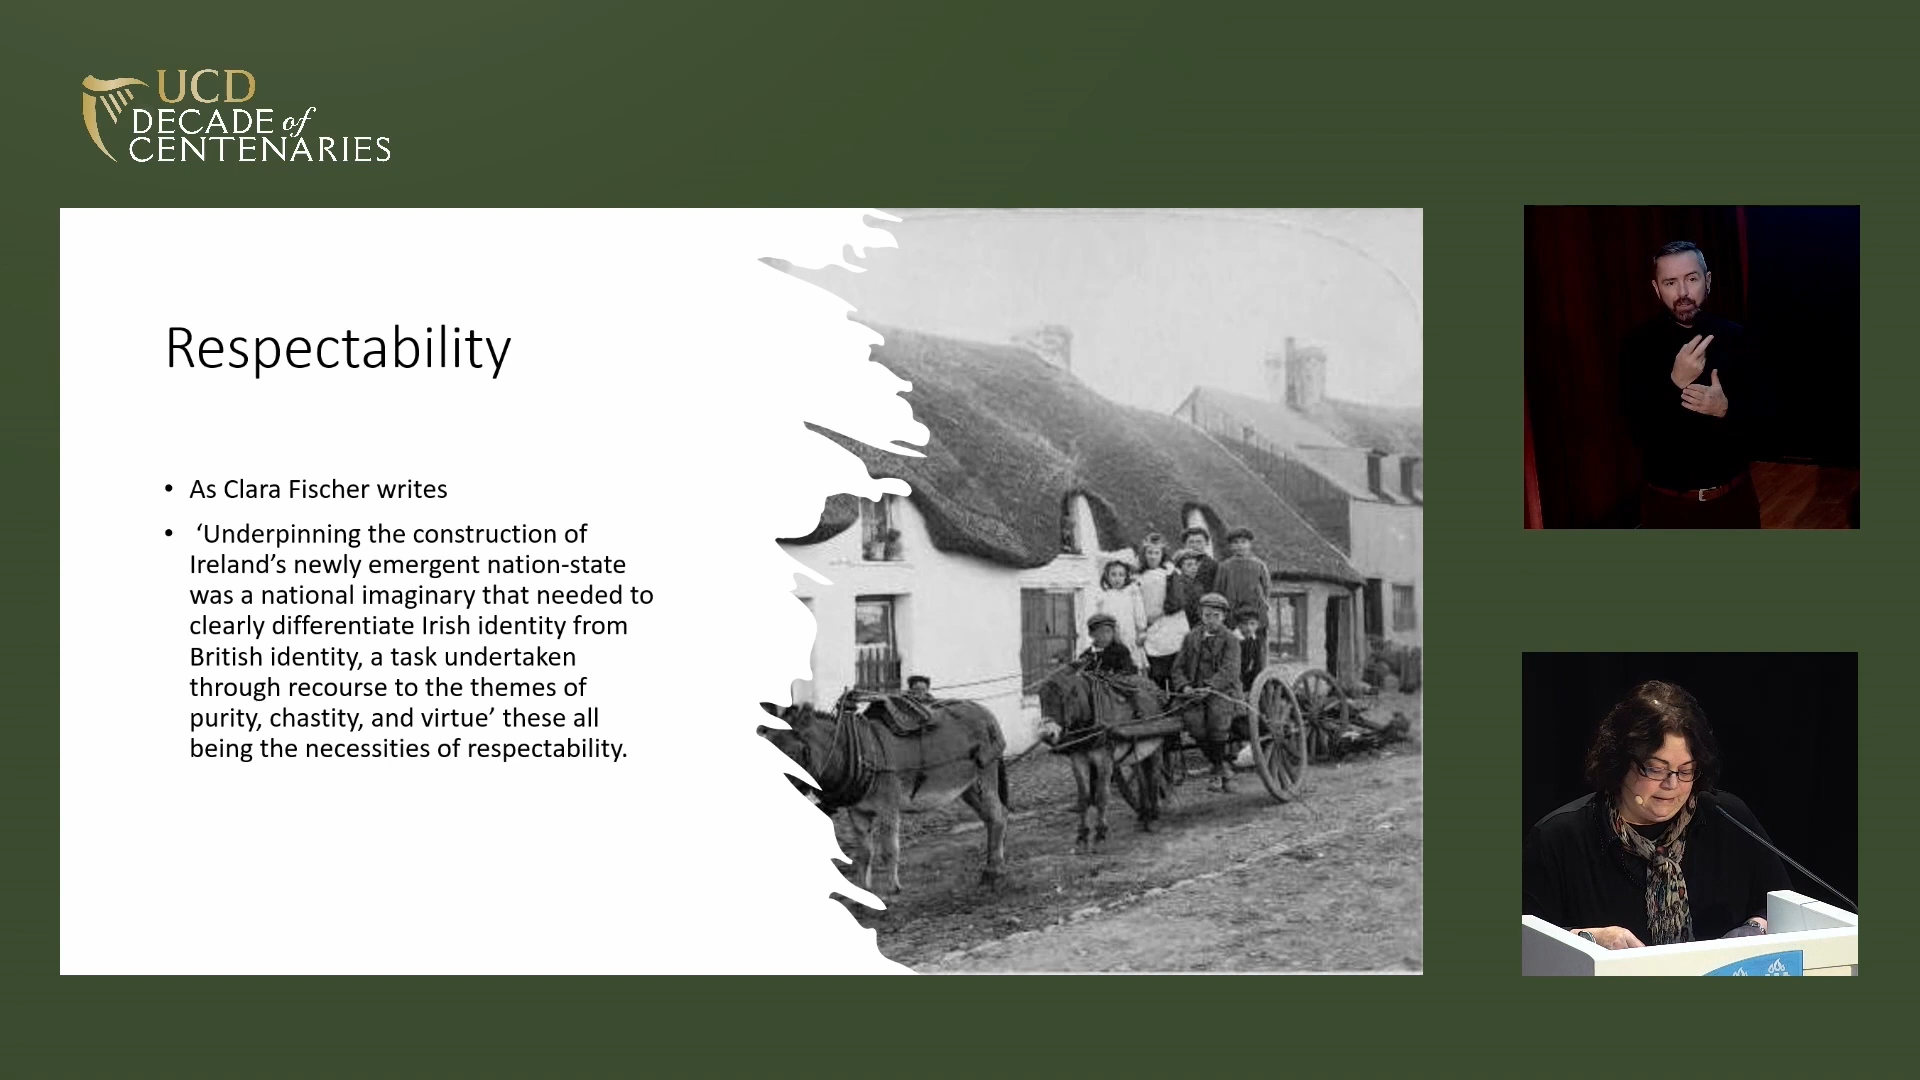 UCD
DECADE of
CENTENARIES
Respectability
• As Clara Fischer writes
• ‘Underpinning the construction of
Ireland’s newly emergent nation-state
was a national imaginary that needed to
clearly differentiate Irish identity from
British identity, a task undertaken
through recourse to the themes of
purity, chastity, and virtue’ these all
being the necessities of respectability.